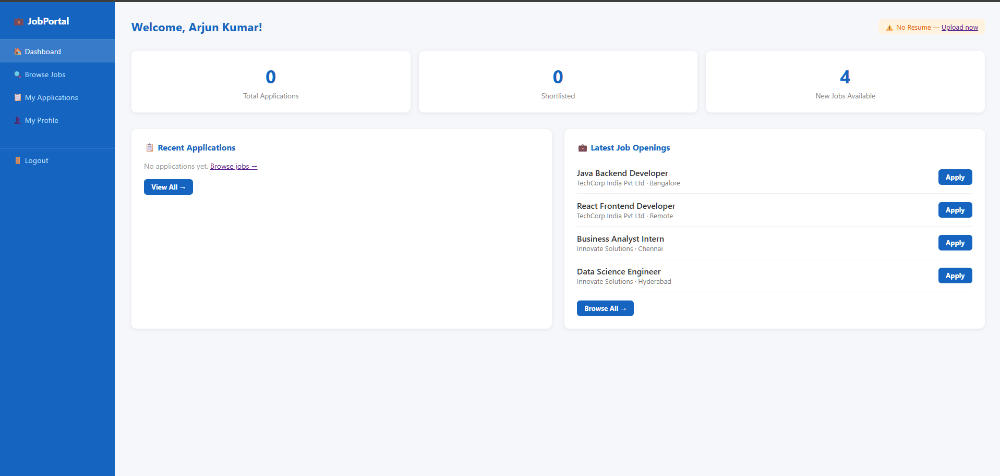 JobPortal
Dashboard
Browse Jobs
My Applications
My Profile
Logout
Welcome, Arjun Kumar!
No Resume — Upload now
0
Total Applications
0
Shortlisted
4
New Jobs Available
Recent Applications
No applications yet. Browse jobs →
View All →
Latest Job Openings
Java Backend Developer
TechCorp India Pvt Ltd · Bangalore
Apply
React Frontend Developer
TechCorp India Pvt Ltd · Remote
Apply
Business Analyst Intern
Innovate Solutions · Chennai
Apply
Data Science Engineer
Innovate Solutions · Hyderabad
Apply
Browse All →